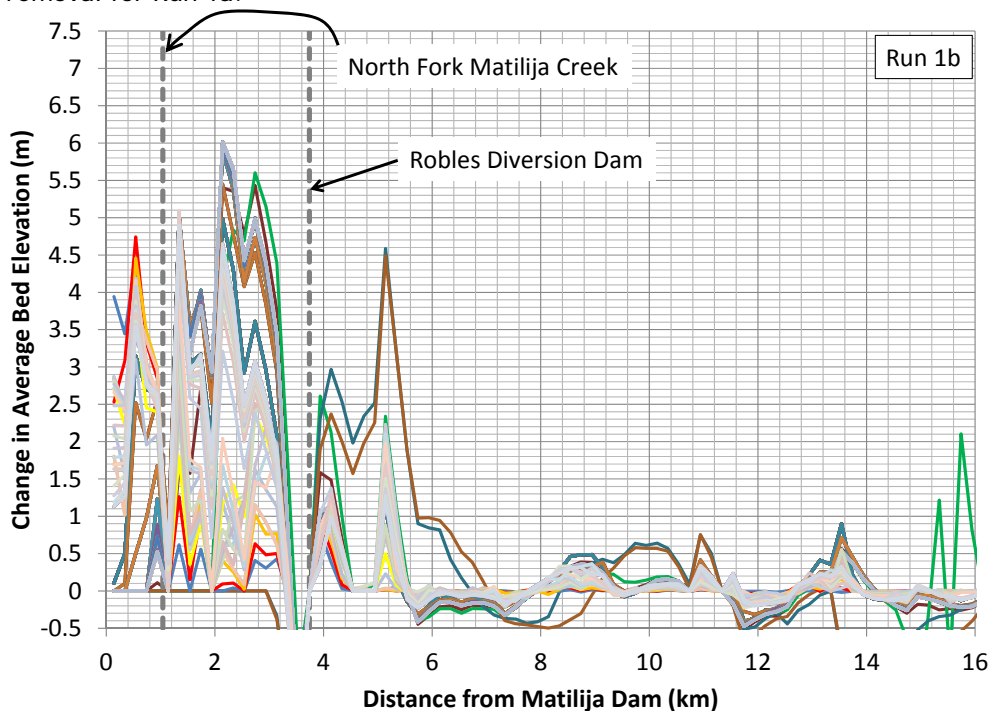 7.5
7
6.5
6
5.5
5
4.5
4
3.5
3
2.5
2
1.5
1
0.5
0
-0.5
Change in Average Bed Elevation (m)
Run 1b
North Fork Matilija Creek
Robles Diversion Dam
0 2 4 6 8 10 12 14 16
Distance from Matilija Dam (km)